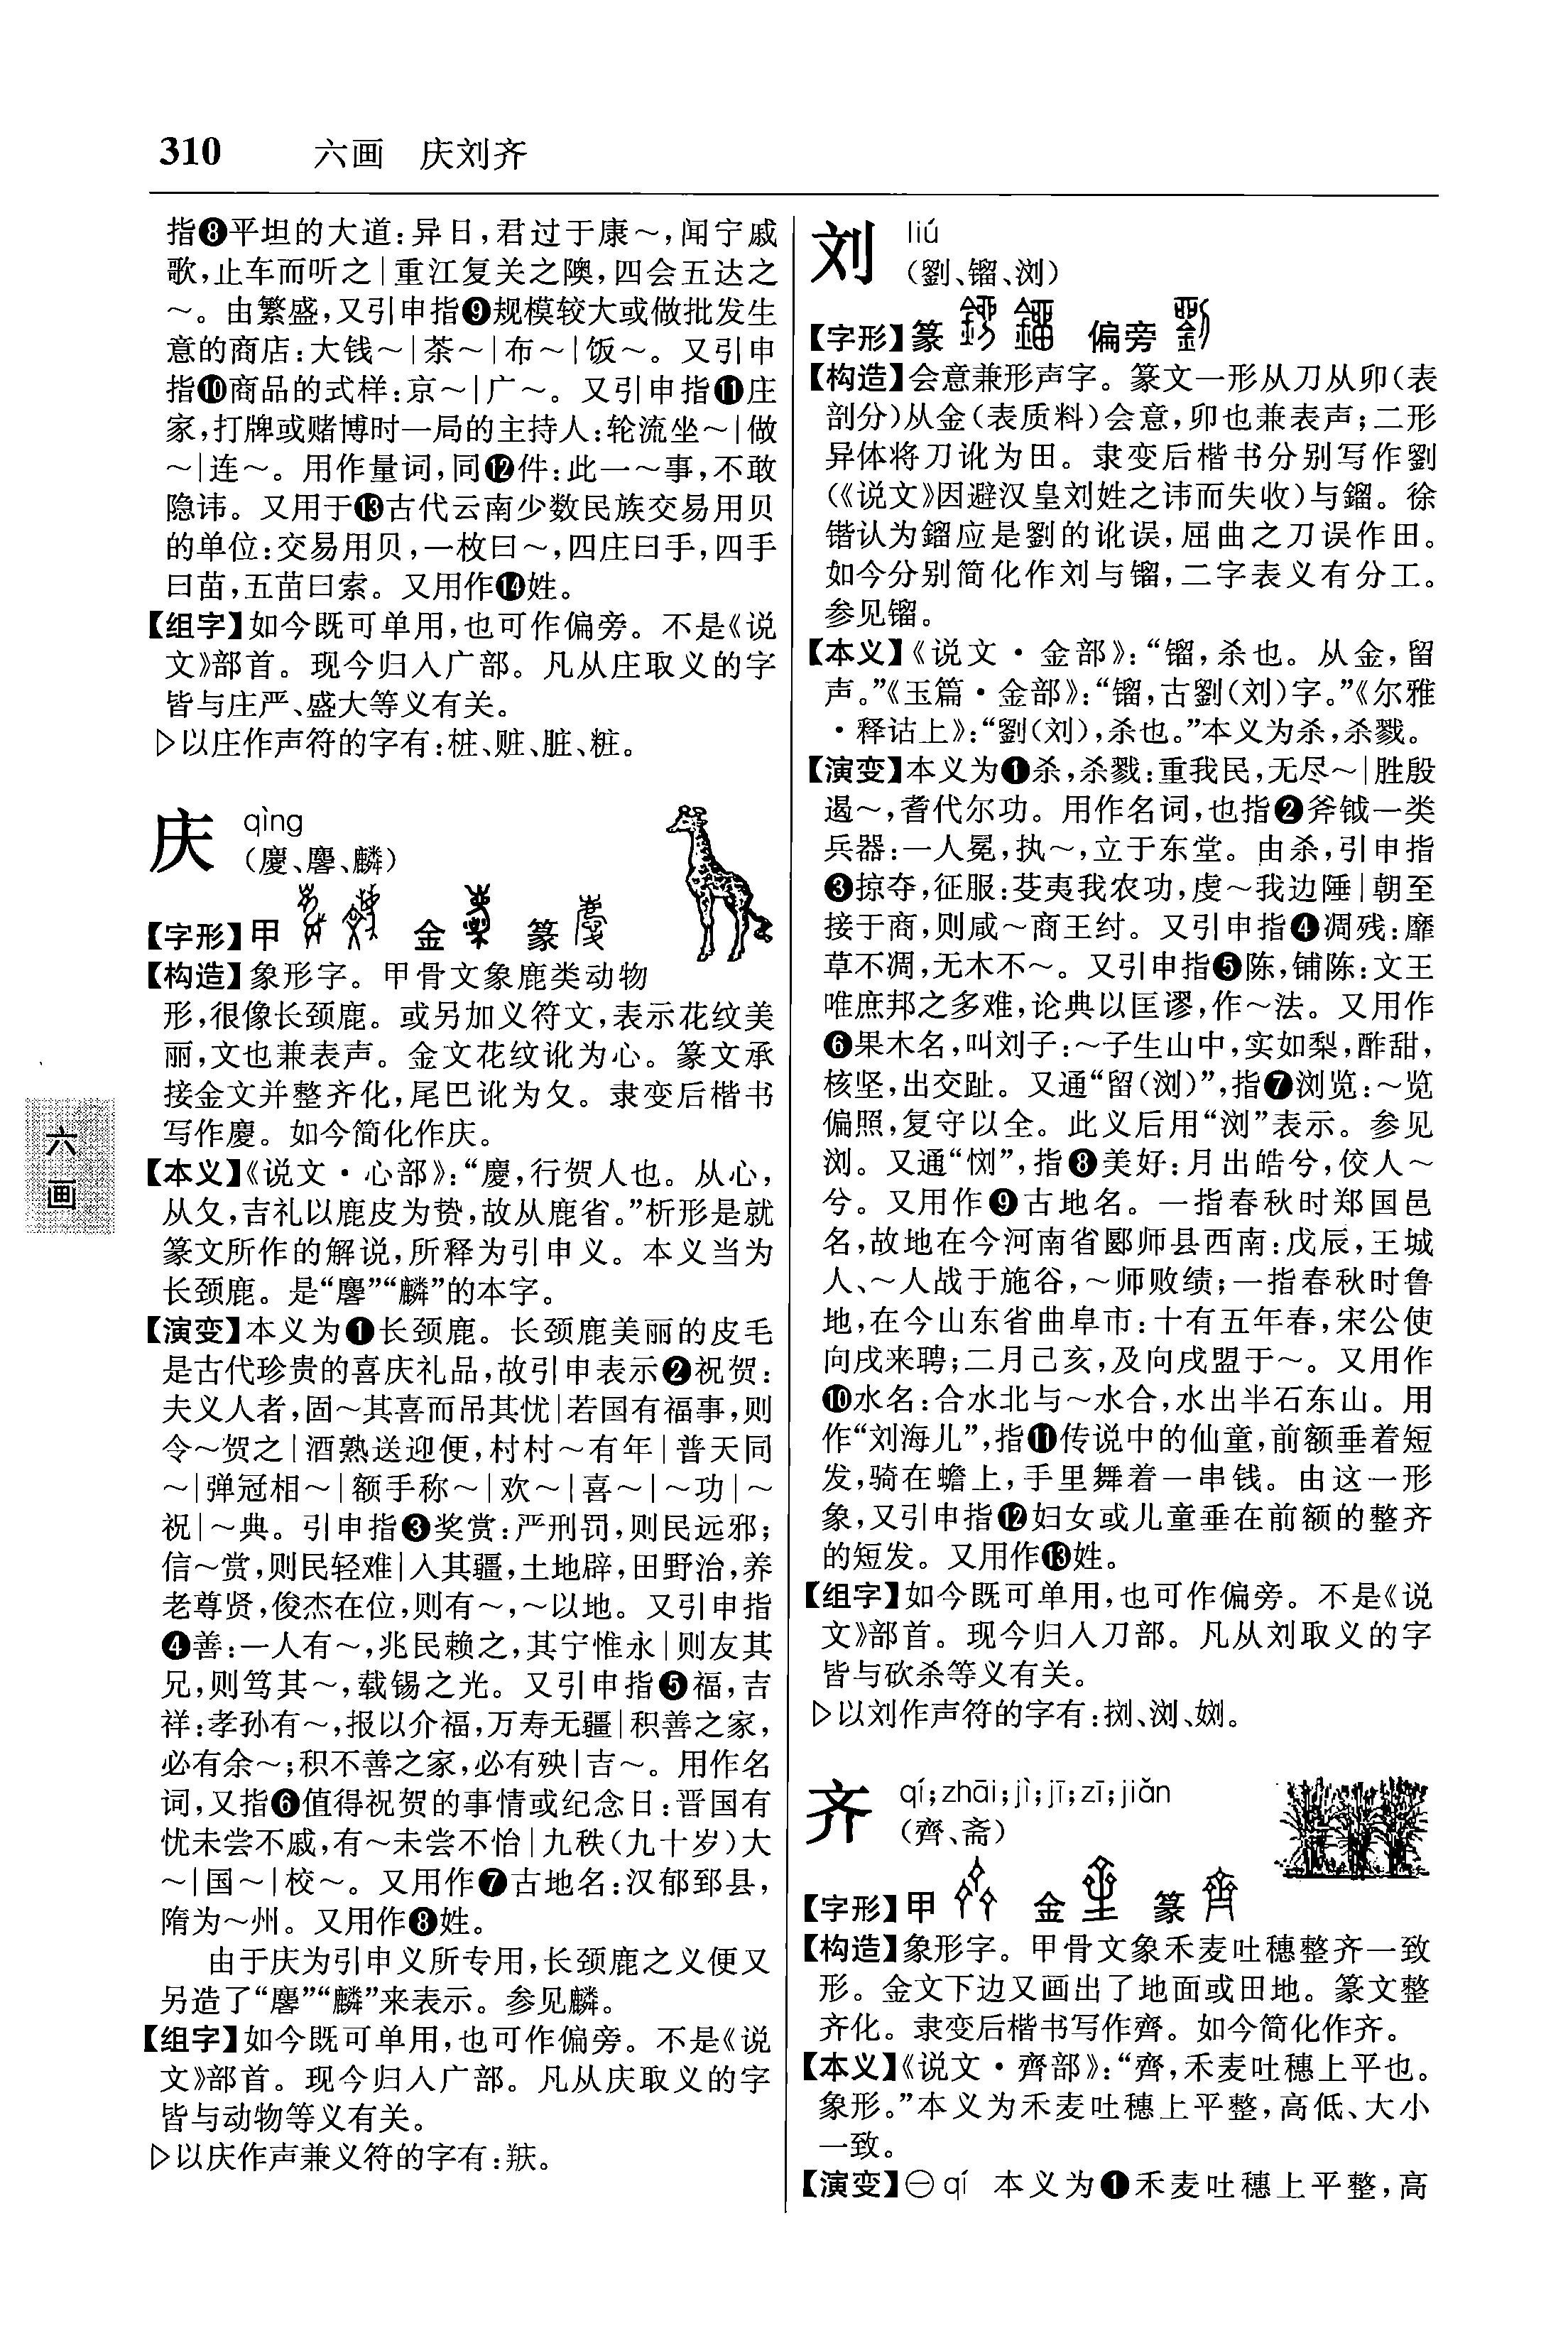 310 六画 庆刘齐
指❽平坦的大道:异日,君过于康～,闻宁戚
歌,止车而听之|重江复关之隩,四会五达之
～。由繁盛,又引申指❾规模较大或做批发生
意的商店:大钱～|茶～|布～|饭～。又引申
指❿商品的式样:京～|广～。又引申指⓫庄
家,打牌或赌博时一局的主持人:轮流坐～|做
～|连～。用作量词,同⓬件:此一～事,不敢
隐讳。又用于⓭古代云南少数民族交易用贝
的单位:交易用贝,一枚曰～,四庄曰手,四手
曰苗,五苗曰索。又用作⓮姓。
【组字】如今既可单用,也可作偏旁。不是《说
文》部首。现今归入广部。凡从庄取义的字
皆与庄严、盛大等义有关。
▷以庄作声符的字有:桩、赃、脏、粧。
庆 qìng
(慶、麐、麟)
【字形】甲 金 篆
【构造】象形字。甲骨文象鹿类动物
形,很像长颈鹿。或另加义符文,表示花纹美
丽,文也兼表声。金文花纹讹为心。篆文承
接金文并整齐化,尾巴讹为夂。隶变后楷书
写作慶。如今简化作庆。
【本义】《说文·心部》:“慶,行贺人也。从心,
从夂,吉礼以鹿皮为贽,故从鹿省。”析形是就
篆文所作的解说,所释为引申义。本义当为
长颈鹿。是“麐”“麟”的本字。
【演变】本义为❶长颈鹿。长颈鹿美丽的皮毛
是古代珍贵的喜庆礼品,故引申表示❷祝贺:
夫义人者,固～其喜而吊其忧|若国有福事,则
令～贺之|酒熟送迎便,村村～有年|普天同
～|弹冠相～|额手称～|欢～|喜～|～功|～
祝|～典。引申指❸奖赏:严刑罚,则民远邪;
信～赏,则民轻难|入其疆,土地辟,田野治,养
老尊贤,俊杰在位,则有～,～以地。又引申指
❹善:一人有～,兆民赖之,其宁惟永|则友其
兄,则笃其～,载锡之光。又引申指❺福,吉
祥:孝孙有～,报以介福,万寿无疆|积善之家,
必有余～;积不善之家,必有殃|吉～。用作名
词,又指❻值得祝贺的事情或纪念日:晋国有
忧未尝不戚,有～未尝不怡|九秩(九十岁)大
～|国～|校～。又用作❼古地名:汉郁郅县,
隋为～州。又用作❽姓。
由于庆为引申义所专用,长颈鹿之义便又
另造了“麐”“麟”来表示。参见麟。
【组字】如今既可单用,也可作偏旁。不是《说
文》部首。现今归入广部。凡从庆取义的字
皆与动物等义有关。
▷以庆作声兼义符的字有:
刘 liú
(劉、镏、浏)
【字形】篆 偏旁
【构造】会意兼形声字。篆文一形从刀从卯(表
剖分)从金(表质料)会意,卯也兼表声;二形
异体将刀讹为田。隶变后楷书分别写作劉
(《说文》因避汉皇刘姓之讳而失收)与鎦。徐
锴认为鎦应是劉的讹误,屈曲之刀误作田。
如今分别简化作刘与镏,二字表义有分工。
参见镏。
【本义】《说文·金部》:“镏,杀也。从金,留
声。”《玉篇·金部》:“镏,古劉(刘)字。”《尔雅
·释诂上》:“劉(刘),杀也。”本义为杀,杀戮。
【演变】本义为❶杀,杀戮:重我民,无尽～|胜殷
遏～,耆代尔功。用作名词,也指❷斧钺一类
兵器:一人冕,执～,立于东堂。由杀,引申指
❸掠夺,征服:芟夷我农功,虔～我边陲|朝至
接于商,则咸～商王纣。又引申指❹凋残:靡
草不凋,无木不～。又引申指❺陈,铺陈:文王
唯庶邦之多难,论典以匡谬,作～法。又用作
❻果木名,叫刘子:～子生山中,实如梨,酢甜,
核坚,出交趾。又通“留(浏)”,指❼浏览:～览
偏照,复守以全。此义后用“浏”表示。参见
浏。又通“㤜”,指❽美好:月出皓兮,佼人～
兮。又用作❾古地名。一指春秋时郑国邑
名,故地在今河南省郾师县西南:戊辰,王城
人、～人战于施谷,～师败绩;一指春秋时鲁
地,在今山东省曲阜市:十有五年春,宋公使
向戌来聘;二月己亥,及向戌盟于～。又用作
❿水名:合水北与～水合,水出半石东山。用
作“刘海儿”,指⓫传说中的仙童,前额垂着短
发,骑在蟾上,手里舞着一串钱。由这一形
象,又引申指⓬妇女或儿童垂在前额的整齐
的短发。又用作⓭姓。
【组字】如今既可单用,也可作偏旁。不是《说
文》部首。现今归入刀部。凡从刘取义的字
皆与砍杀等义有关。
▷以刘作声符的字有:㧕、浏、㛹。
齐 qí;zhāi;jì;jī;zī;jiǎn
(齊、斋)
【字形】甲 金 篆
【构造】象形字。甲骨文象禾麦吐穗整齐一致
形。金文下边又画出了地面或田地。篆文整
齐化。隶变后楷书写作齊。如今简化作齐。
【本义】《说文·齊部》:“齊,禾麦吐穗上平也。
象形。”本义为禾麦吐穗上平整,高低、大小
一致。
【演变】㊀qí 本义为❶禾麦吐穗上平整,高
六画